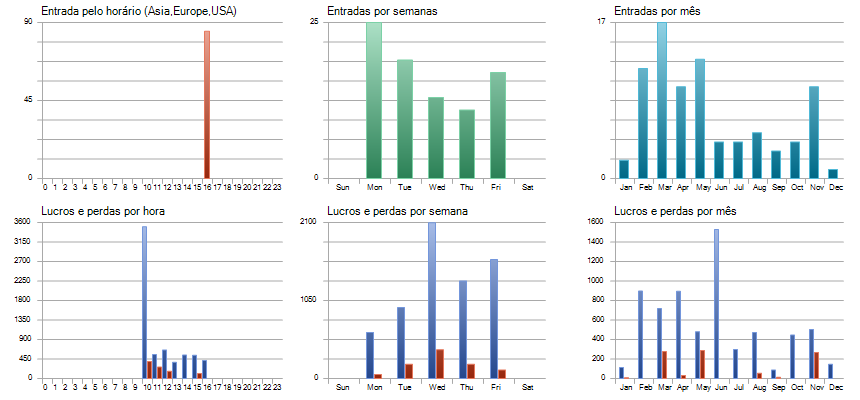 Entrada pelo horário (Asia,Europe,USA)
90
45
0
0 1 2 3 4 5 6 7 8 9 10 11 12 13 14 15 16 17 18 19 20 21 22 23
Entradas por semanas
25
0
Sun Mon Tue Wed Thu Fri Sat
Entradas por mês
17
0
Jan Feb Mar Apr May Jun Jul Aug Sep Oct Nov Dec
Lucros e perdas por hora
3600
3150
2700
2250
1800
1350
900
450
0
0 1 2 3 4 5 6 7 8 9 10 11 12 13 14 15 16 17 18 19 20 21 22 23
Lucros e perdas por semana
2100
1050
0
Sun Mon Tue Wed Thu Fri Sat
Lucros e perdas por mês
1600
1400
1200
1000
800
600
400
200
0
Jan Feb Mar Apr May Jun Jul Aug Sep Oct Nov Dec